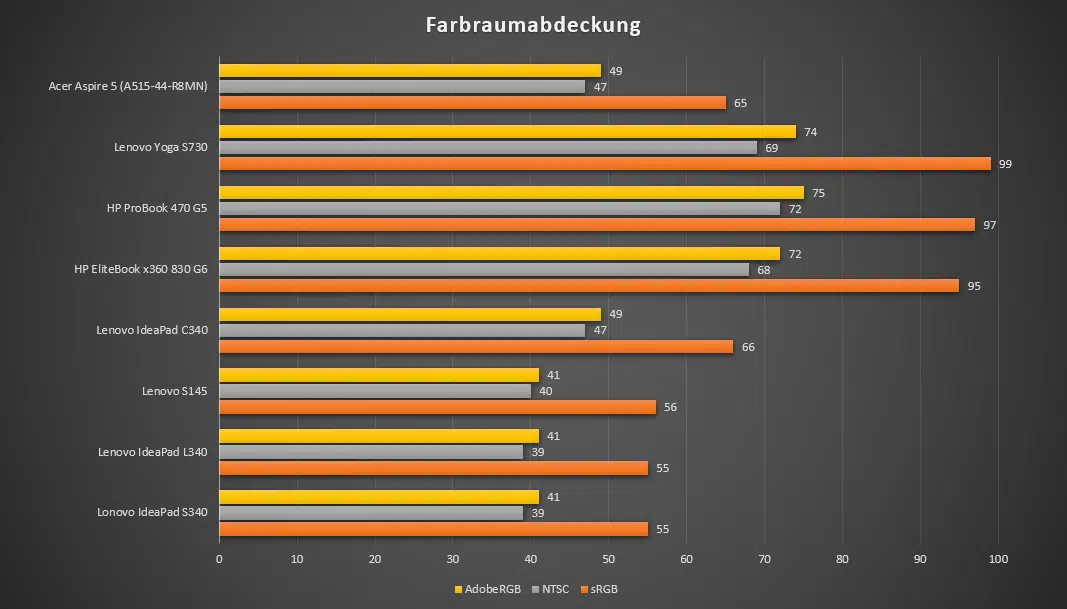 Farbraumabdeckung
Acer Aspire 5 (A515-44-R8MN)
49
47
65
Lenovo Yoga S730
74
69
99
HP ProBook 470 G5
75
72
97
HP EliteBook x360 830 G6
72
68
95
Lenovo IdeaPad C340
49
47
66
Lenovo S145
41
40
56
Lenovo IdeaPad L340
41
39
55
Lonovo IdeaPad S340
41
39
55
0 10 20 30 40 50 60 70 80 90 100
AdobeRGB NTSC sRGB